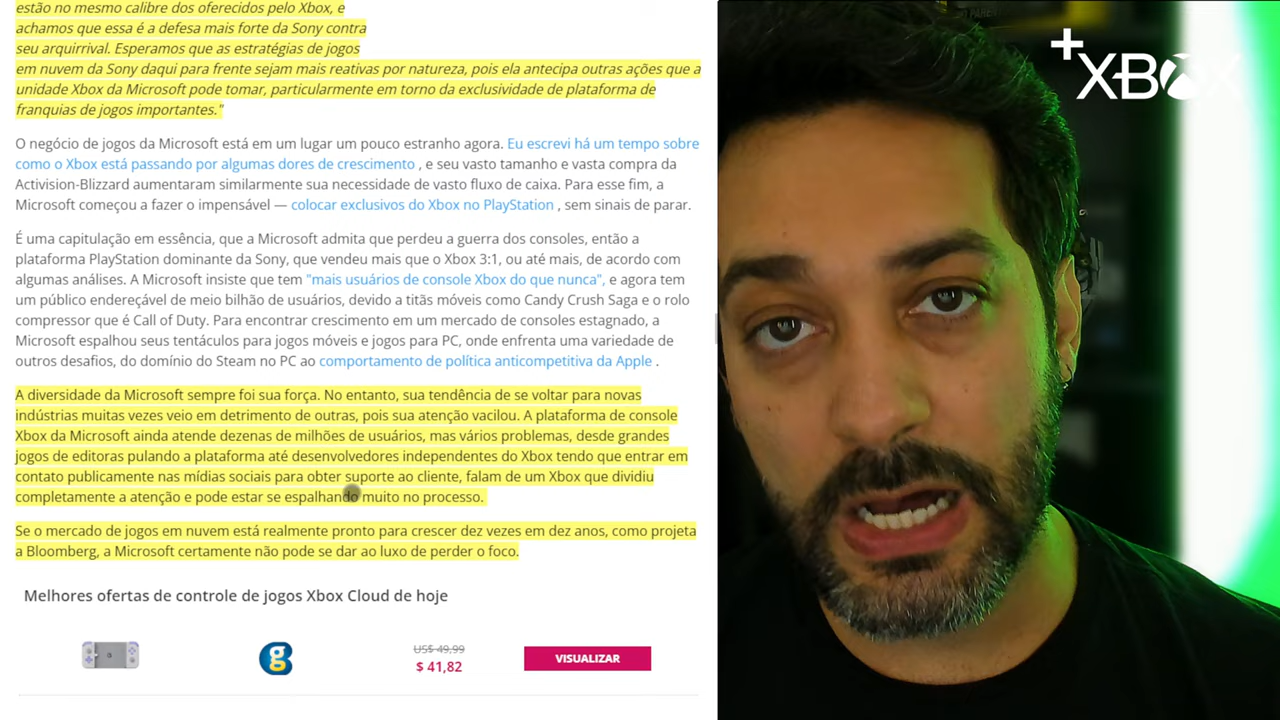 estão no mesmo calibre dos oferecidos pelo Xbox, e
achamos que essa é a defesa mais forte da Sony contra
seu arquirrival. Esperamos que as estratégias de jogos
em nuvem da Sony daqui para frente sejam mais reativas por natureza, pois ela antecipa outras ações que a
unidade Xbox da Microsoft pode tomar, particularmente em torno da exclusividade de plataforma de
franquias de jogos importantes."
O negócio de jogos da Microsoft está em um lugar um pouco estranho agora. Eu escrevi há um tempo sobre
como o Xbox está passando por algumas dores de crescimento , e seu vasto tamanho e vasta compra da
Activision-Blizzard aumentaram similarmente sua necessidade de vasto fluxo de caixa. Para esse fim, a
Microsoft começou a fazer o impensável — colocar exclusivos do Xbox no PlayStation , sem sinais de parar.
É uma capitulação em essência, que a Microsoft admita que perdeu a guerra dos consoles, então a
plataforma PlayStation dominante da Sony, que vendeu mais que o Xbox 3:1, ou até mais, de acordo com
algumas análises. A Microsoft insiste que tem "mais usuários de console Xbox do que nunca", e agora tem
um público endereçável de meio bilhão de usuários, devido a titãs móveis como Candy Crush Saga e o rolo
compressor que é Call of Duty. Para encontrar crescimento em um mercado de consoles estagnado, a
Microsoft espalhou seus tentáculos para jogos móveis e jogos para PC, onde enfrenta uma variedade de
outros desafios, do domínio do Steam no PC ao comportamento de política anticompetitiva da Apple .
A diversidade da Microsoft sempre foi sua força. No entanto, sua tendência de se voltar para novas
indústrias muitas vezes veio em detrimento de outras, pois sua atenção vacilou. A plataforma de console
Xbox da Microsoft ainda atende dezenas de milhões de usuários, mas vários problemas, desde grandes
jogos de editoras pulando a plataforma até desenvolvedores independentes do Xbox tendo que entrar em
contato publicamente nas mídias sociais para obter suporte ao cliente, falam de um Xbox que dividiu
completamente a atenção e pode estar se espalhando muito no processo.
Se o mercado de jogos em nuvem está realmente pronto para crescer dez vezes em dez anos, como projeta
a Bloomberg, a Microsoft certamente não pode se dar ao luxo de perder o foco.
Melhores ofertas de controle de jogos Xbox Cloud de hoje
g
US$ 49,99
$ 41,82
VISUALIZAR
+XBOX